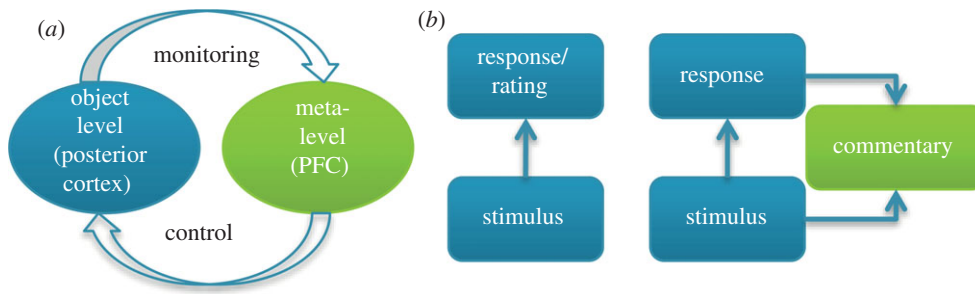 (a)
monitoring
object
level
(posterior
cortex)
meta-
level
(PFC)
control
(b)
response/
rating
stimulus
response
commentary
stimulus